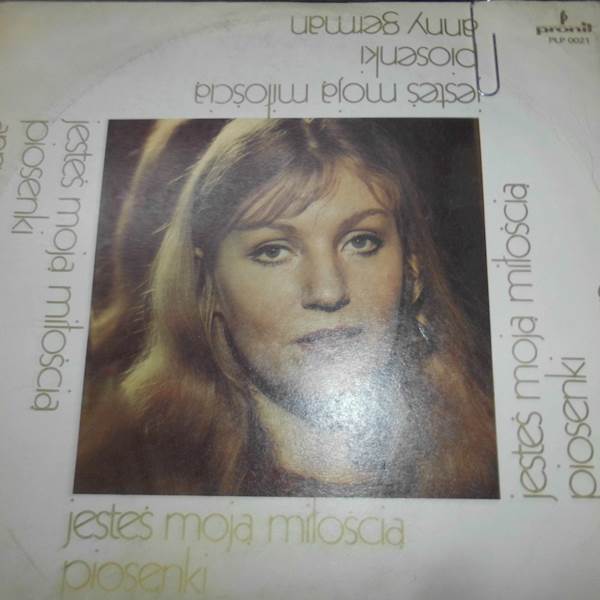 pronit
PLP 0021
jesteś moją miłością
piosenki
anny german
jesteś moją miłością
piosenki
jesteś moją miłością
piosenki
jesteś moją miłością
piosenki